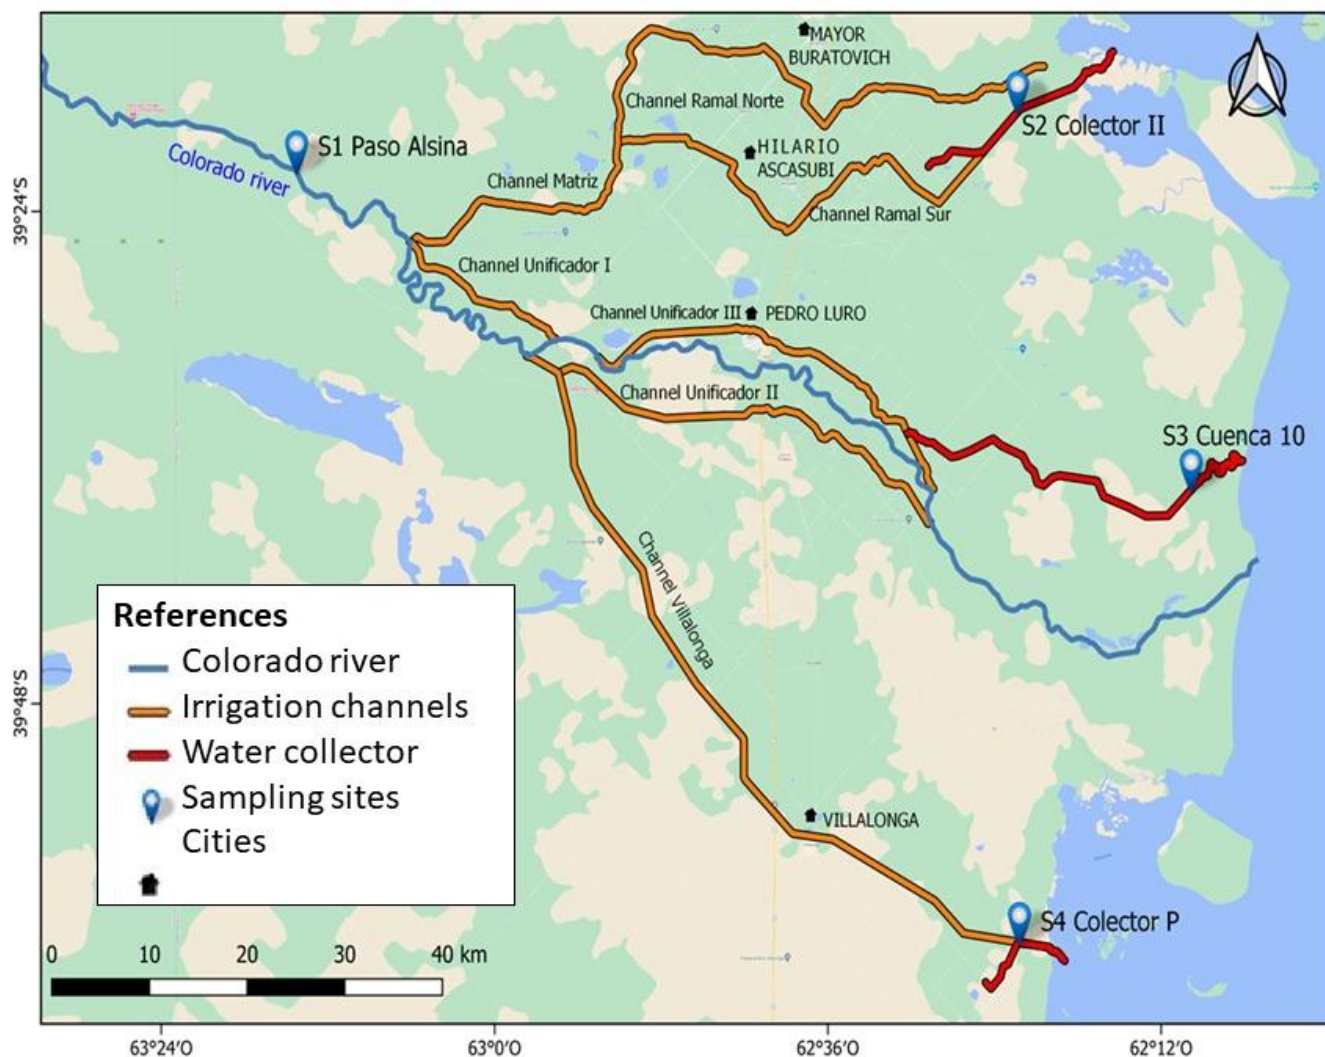 MAYOR
BURATOVICH
Channel Ramal Norte
S2 Colector II
S1 Paso Alsina
HILARIO
ASCASUBI
Colorado river
Channel Matriz
Channel Ramal Sur
39°24'S
Channel Unificador I
Channel Unificador III
PEDRO LURO
Channel Unificador II
S3 Cuenca 10
Channel Villalonga
References
Colorado river
Irrigation channels
Water collector
Sampling sites
Cities
39°48'S
VILLALONGA
S4 Colector P
0 10 20 30 40 km
63°24'O 63°0'O 62°36'O 62°12'O